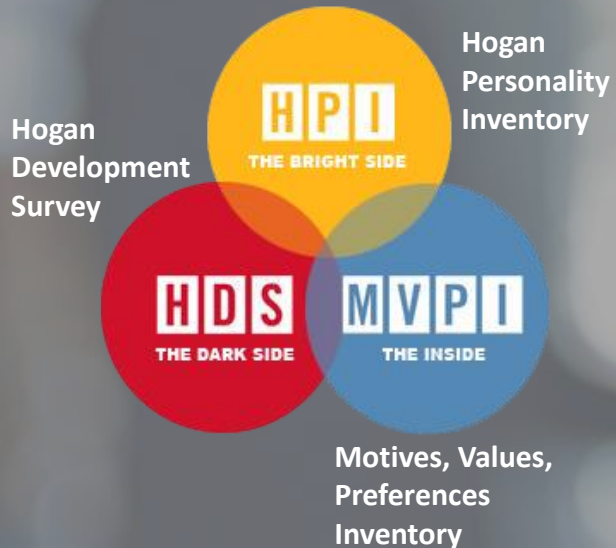 Hogan
Personality
Inventory
HPI
THE BRIGHT SIDE
Hogan
Development
Survey
HDS
THE DARK SIDE
MVPI
THE INSIDE
Motives, Values,
Preferences
Inventory